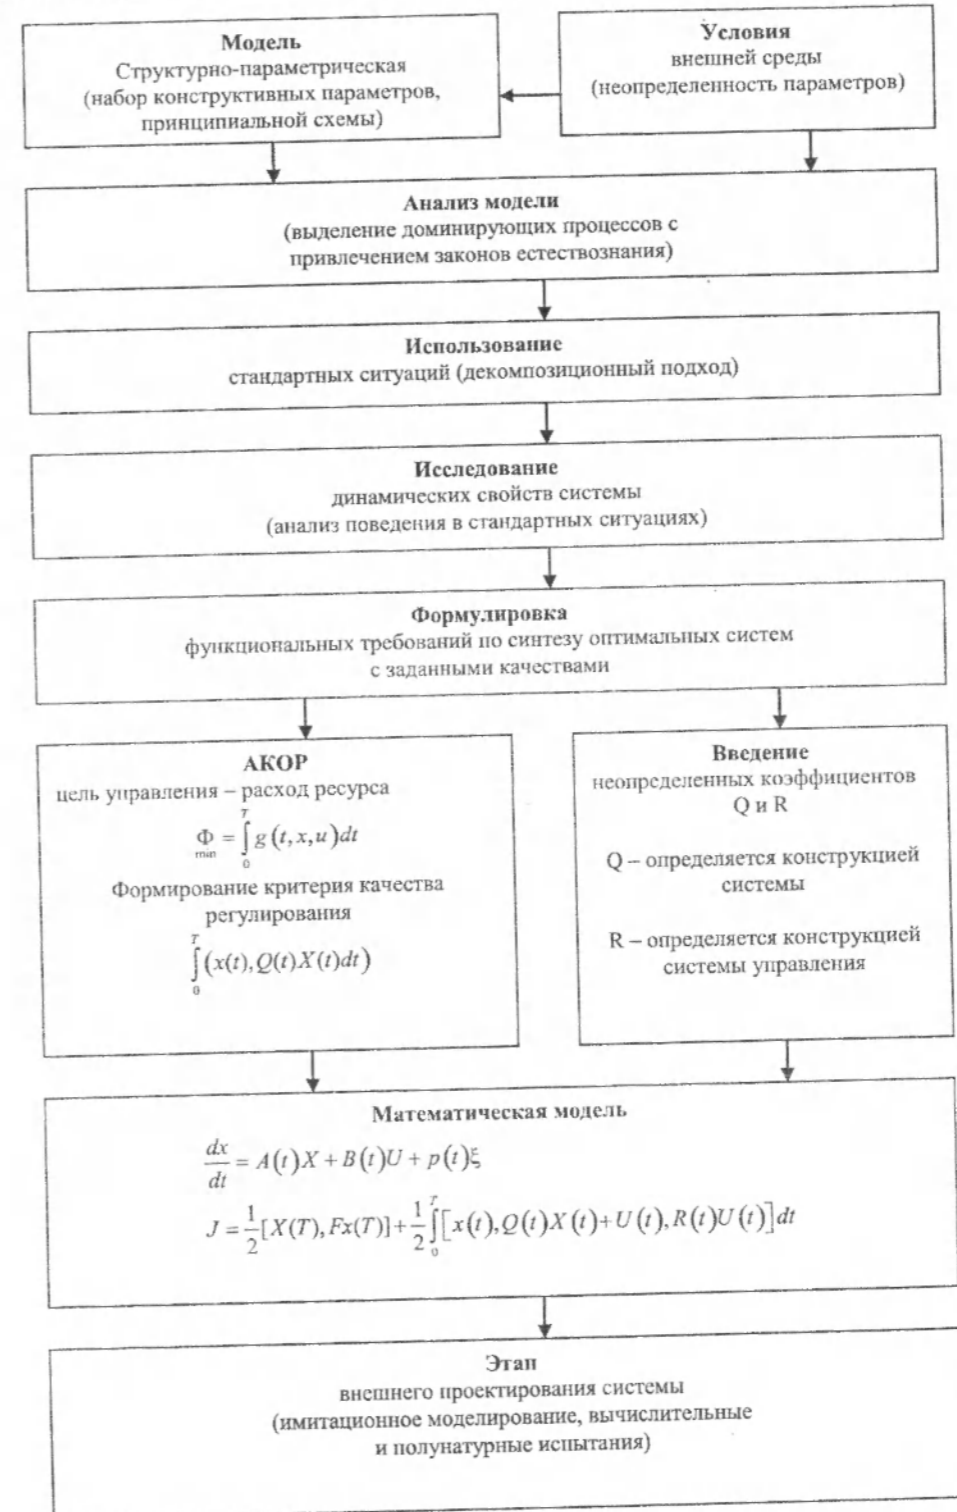 Модель
Структурно-параметрическая
(набор конструктивных параметров,
принципиальной схемы)
Условия
внешней среды
(неопределенность параметров)
Анализ модели
(выделение доминирующих процессов с
привлечением законов естествознания)
Использование
стандартных ситуаций (декомпозиционный подход)
Исследование
динамических свойств системы
(анализ поведения в стандартных ситуациях)
Формулировка
функциональных требований по синтезу оптимальных систем
с заданными качествами
АКОР
цель управления – расход ресурса
Φ min = ∫₀ᵀ g(t,x,u)dt
Формирование критерия качества
регулирования
∫₀ᵀ (x(t),Q(t)X(t)dt)
Введение
неопределенных коэффициентов
Q и R
Q – определяется конструкцией
системы
R – определяется конструкцией
системы управления
Математическая модель
dx/dt = A(t)X + B(t)U + p(t)ξ
J = 1/2[X(T),Fx(T)] + 1/2 ∫₀ᵀ [x(t),Q(t)X(t)+U(t),R(t)U(t)]dt
Этап
внешнего проектирования системы
(имитационное моделирование, вычислительные
и полунатурные испытания)